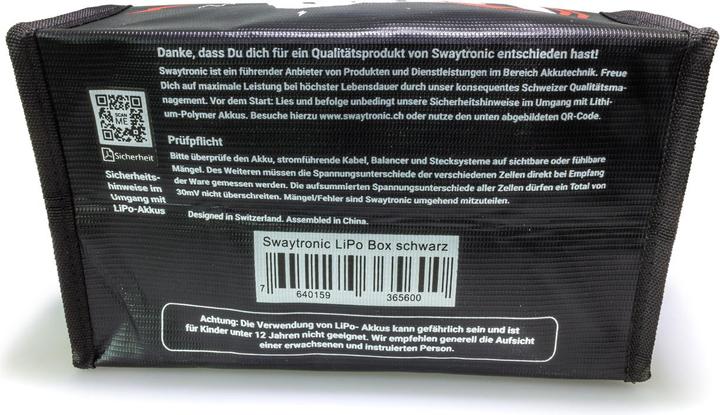 Danke, dass Du dich für ein Qualitätsprodukt von Swaytronic entschieden hast!
Swaytronic ist ein führender Anbieter von Produkten und Dienstleistungen im Bereich Akkutechnik. Freue
Dich auf maximale Leistung bei höchster Lebensdauer durch unser konsequentes Schweizer Qualitätsma-
nagement. Vor dem Start: Lies und befolge unbedingt unsere Sicherheitshinweise im Umgang mit Lithi-
um-Polymer Akkus. Besuche hierzu www.swaytronic.ch oder nutze den unten abgebildeten QR-Code.
SCAN
ME
Sicherheit
Sicherheits-
hinweise im
Umgang mit
LiPo-Akkus
Prüfpflicht
Bitte überprüfe den Akku, stromführende Kabel, Balancer und Stecksysteme auf sichtbare oder fühlbare
Mängel. Des Weiteren müssen die Spannungsunterschiede der verschiedenen Zellen direkt bei Empfang
der Ware gemessen werden. Die aufsummierten Spannungsunterschiede aller Zellen dürfen ein Total von
30mV nicht überschreiten. Mängel/Fehler sind Swaytronic umgehend mitzuteilen.
Designed in Switzerland. Assembled in China.
Swaytronic LiPo Box schwarz
7 640159 365600
Achtung: Die Verwendung von LiPo- Akkus kann gefährlich sein und ist
für Kinder unter 12 Jahren nicht geeignet. Wir empfehlen generell die Aufsicht
einer erwachsenen und instruierten Person.